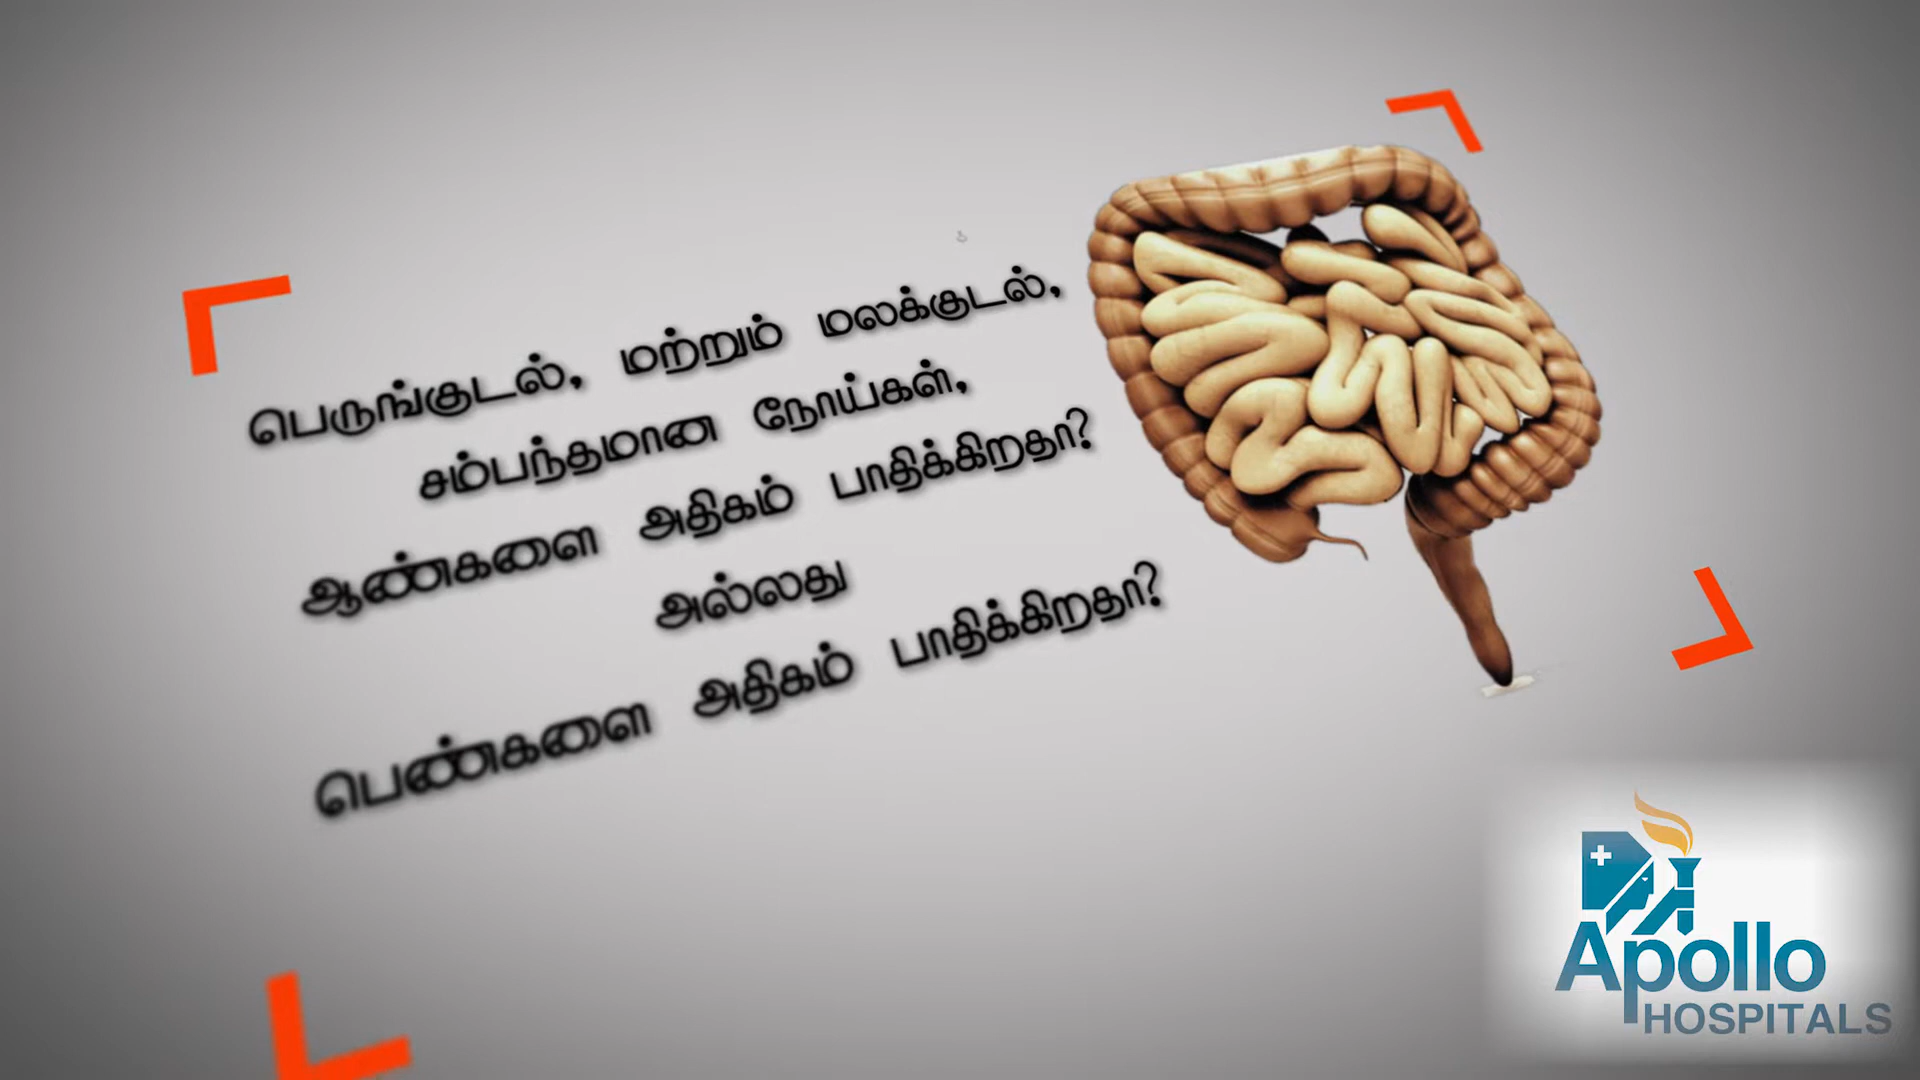 பெருங்குடல், மற்றும் மலக்குடல்,
சம்பந்தமான நோய்கள்,
ஆண்களை அதிகம் பாதிக்கிறதா?
அல்லது
பெண்களை அதிகம் பாதிக்கிறதா?
Apollo
HOSPITALS